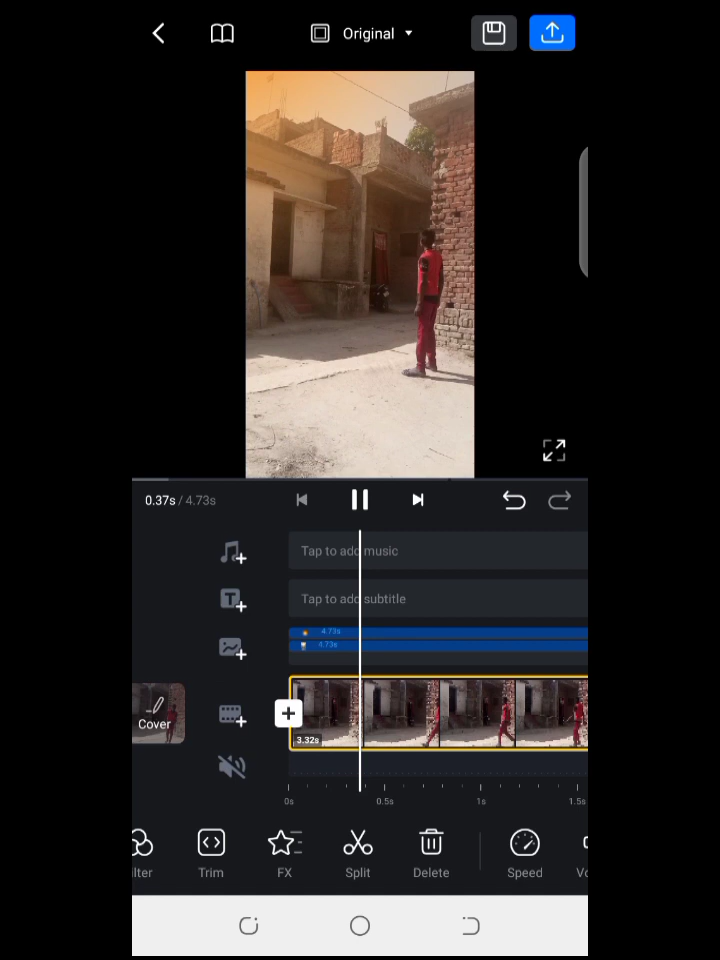 Original
0.37s / 4.73s
Tap to add music
Tap to add subtitle
4.73s
4.73s
Cover
3.32s
0s 0.5s 1s 1.5s
lter Trim FX Split Delete Speed Vo